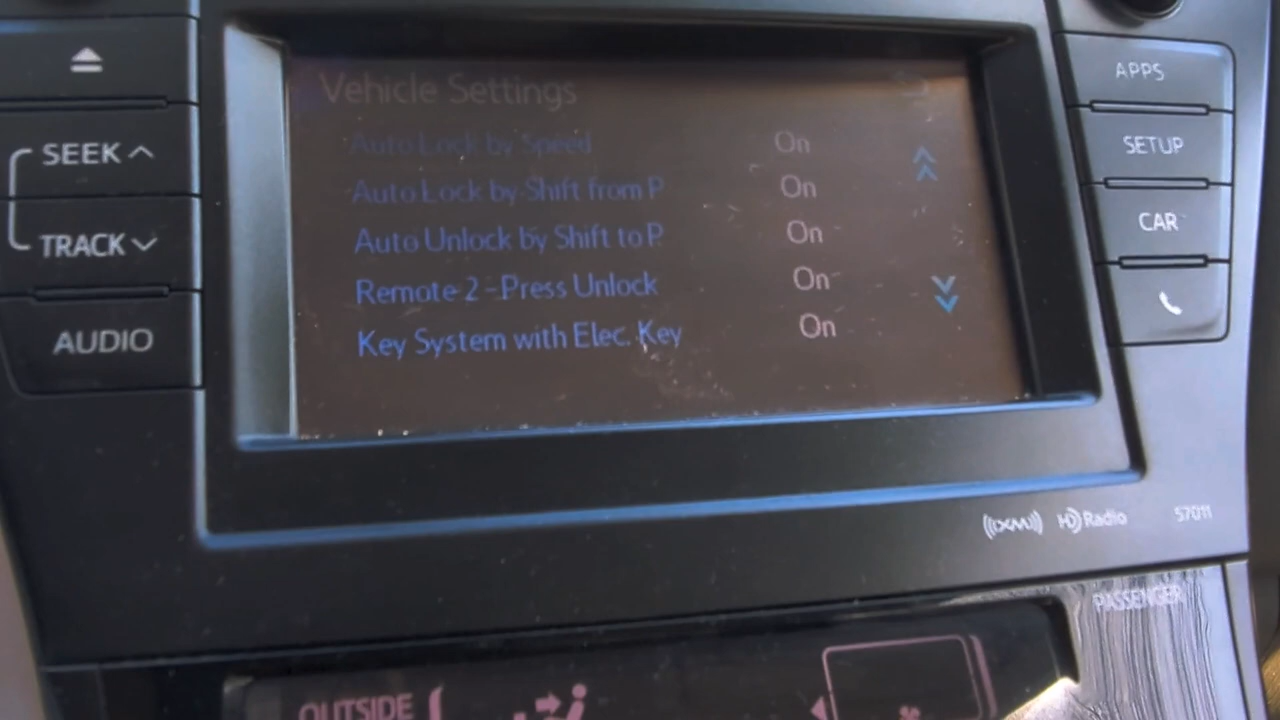 Vehicle Settings
Auto Lock by Speed On
Auto Lock by Shift from P On
Auto Unlock by Shift to P On
Remote 2-Press Unlock On
Key System with Elec. Key On
SEEK
TRACK
AUDIO
APPS
SETUP
CAR
((XM)) HD Radio 57011
PASSENGER
OUTSIDE